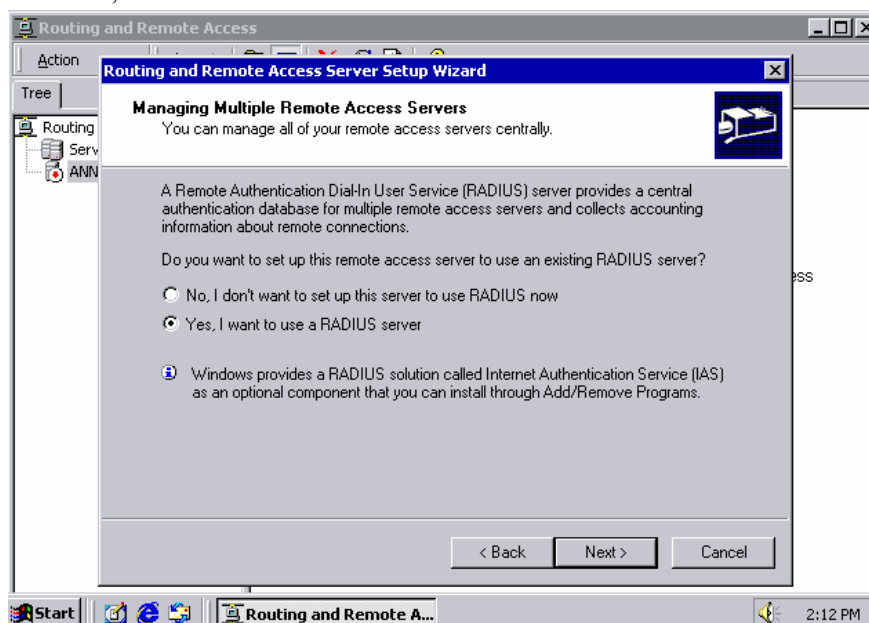 Routing and Remote Access
Action
Routing and Remote Access Server Setup Wizard
Tree
Managing Multiple Remote Access Servers
You can manage all of your remote access servers centrally.
Routing
Serv
ANN
A Remote Authentication Dial-In User Service (RADIUS) server provides a central
authentication database for multiple remote access servers and collects accounting
information about remote connections.
Do you want to set up this remote access server to use an existing RADIUS server?
ess
No, I don't want to set up this server to use RADIUS now
Yes, I want to use a RADIUS server
Windows provides a RADIUS solution called Internet Authentication Service (IAS)
as an optional component that you can install through Add/Remove Programs.
< Back
Next >
Cancel
Start
Routing and Remote A...
2:12 PM